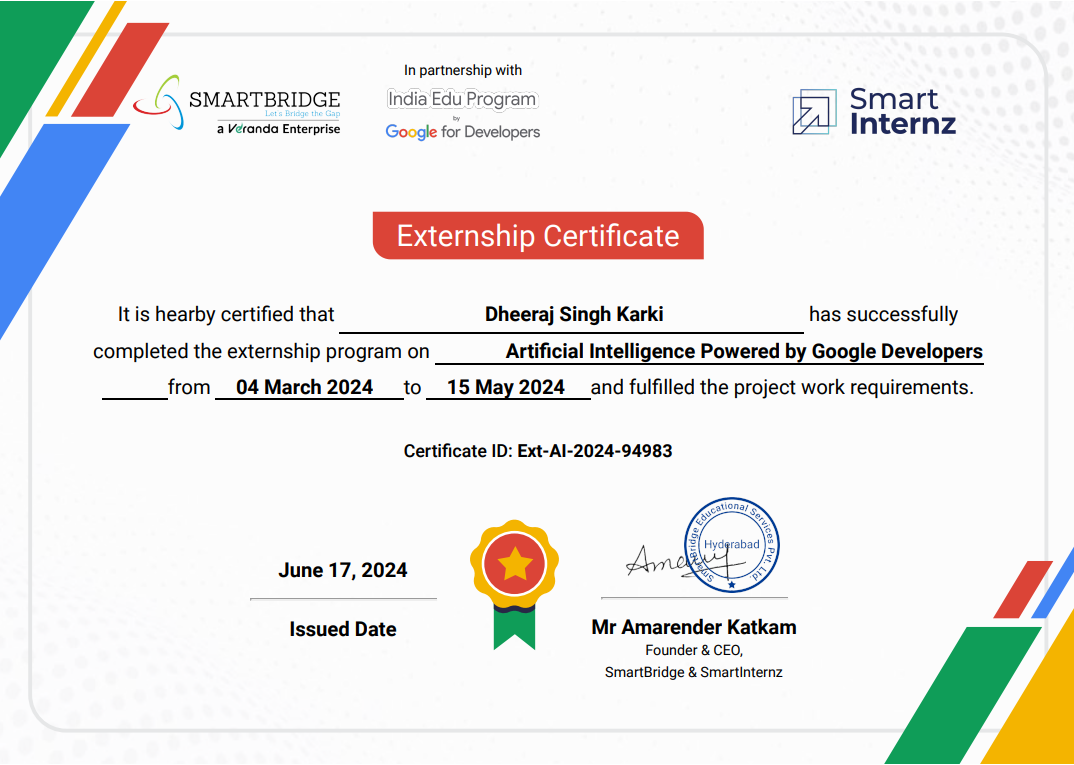 SMARTBRIDGE
Let's Bridge the Gap
a Veranda Enterprise
In partnership with
India Edu Program
by
Google for Developers
Smart
Internz
Externship Certificate
It is hearby certified that Dheeraj Singh Karki has successfully
completed the externship program on Artificial Intelligence Powered by Google Developers
from 04 March 2024 to 15 May 2024 and fulfilled the project work requirements.
Certificate ID: Ext-AI-2024-94983
June 17, 2024
Issued Date
SmartBridge Educational Services Pvt. Ltd.
Hyderabad
Mr Amarender Katkam
Founder & CEO,
SmartBridge & SmartInternz